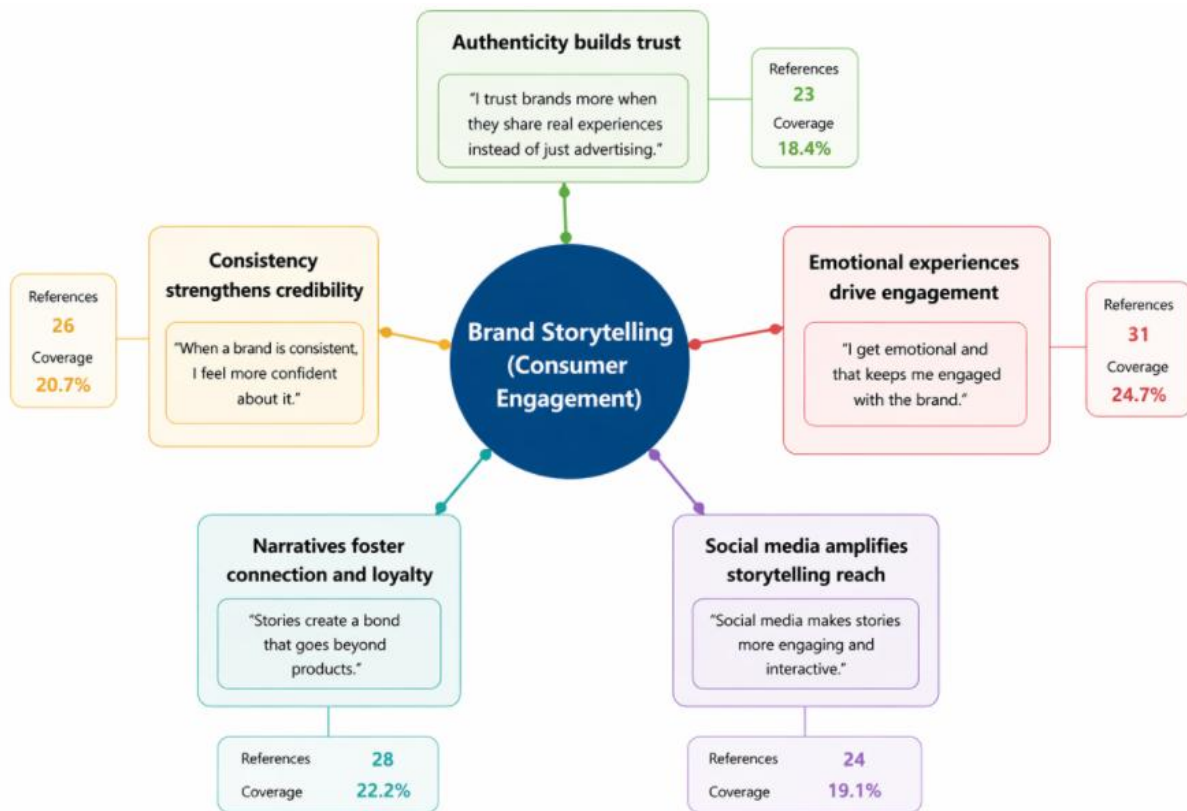 Authenticity builds trust
“I trust brands more when
they share real experiences
instead of just advertising.”
References
23
Coverage
18.4%
Consistency
strengthens credibility
“When a brand is consistent,
I feel more confident
about it.”
References
26
Coverage
20.7%
Brand Storytelling
(Consumer
Engagement)
Emotional experiences
drive engagement
“I get emotional and
that keeps me engaged
with the brand.”
References
31
Coverage
24.7%
Narratives foster
connection and loyalty
“Stories create a bond
that goes beyond
products.”
References 28
Coverage 22.2%
Social media amplifies
storytelling reach
“Social media makes stories
more engaging and
interactive.”
References 24
Coverage 19.1%